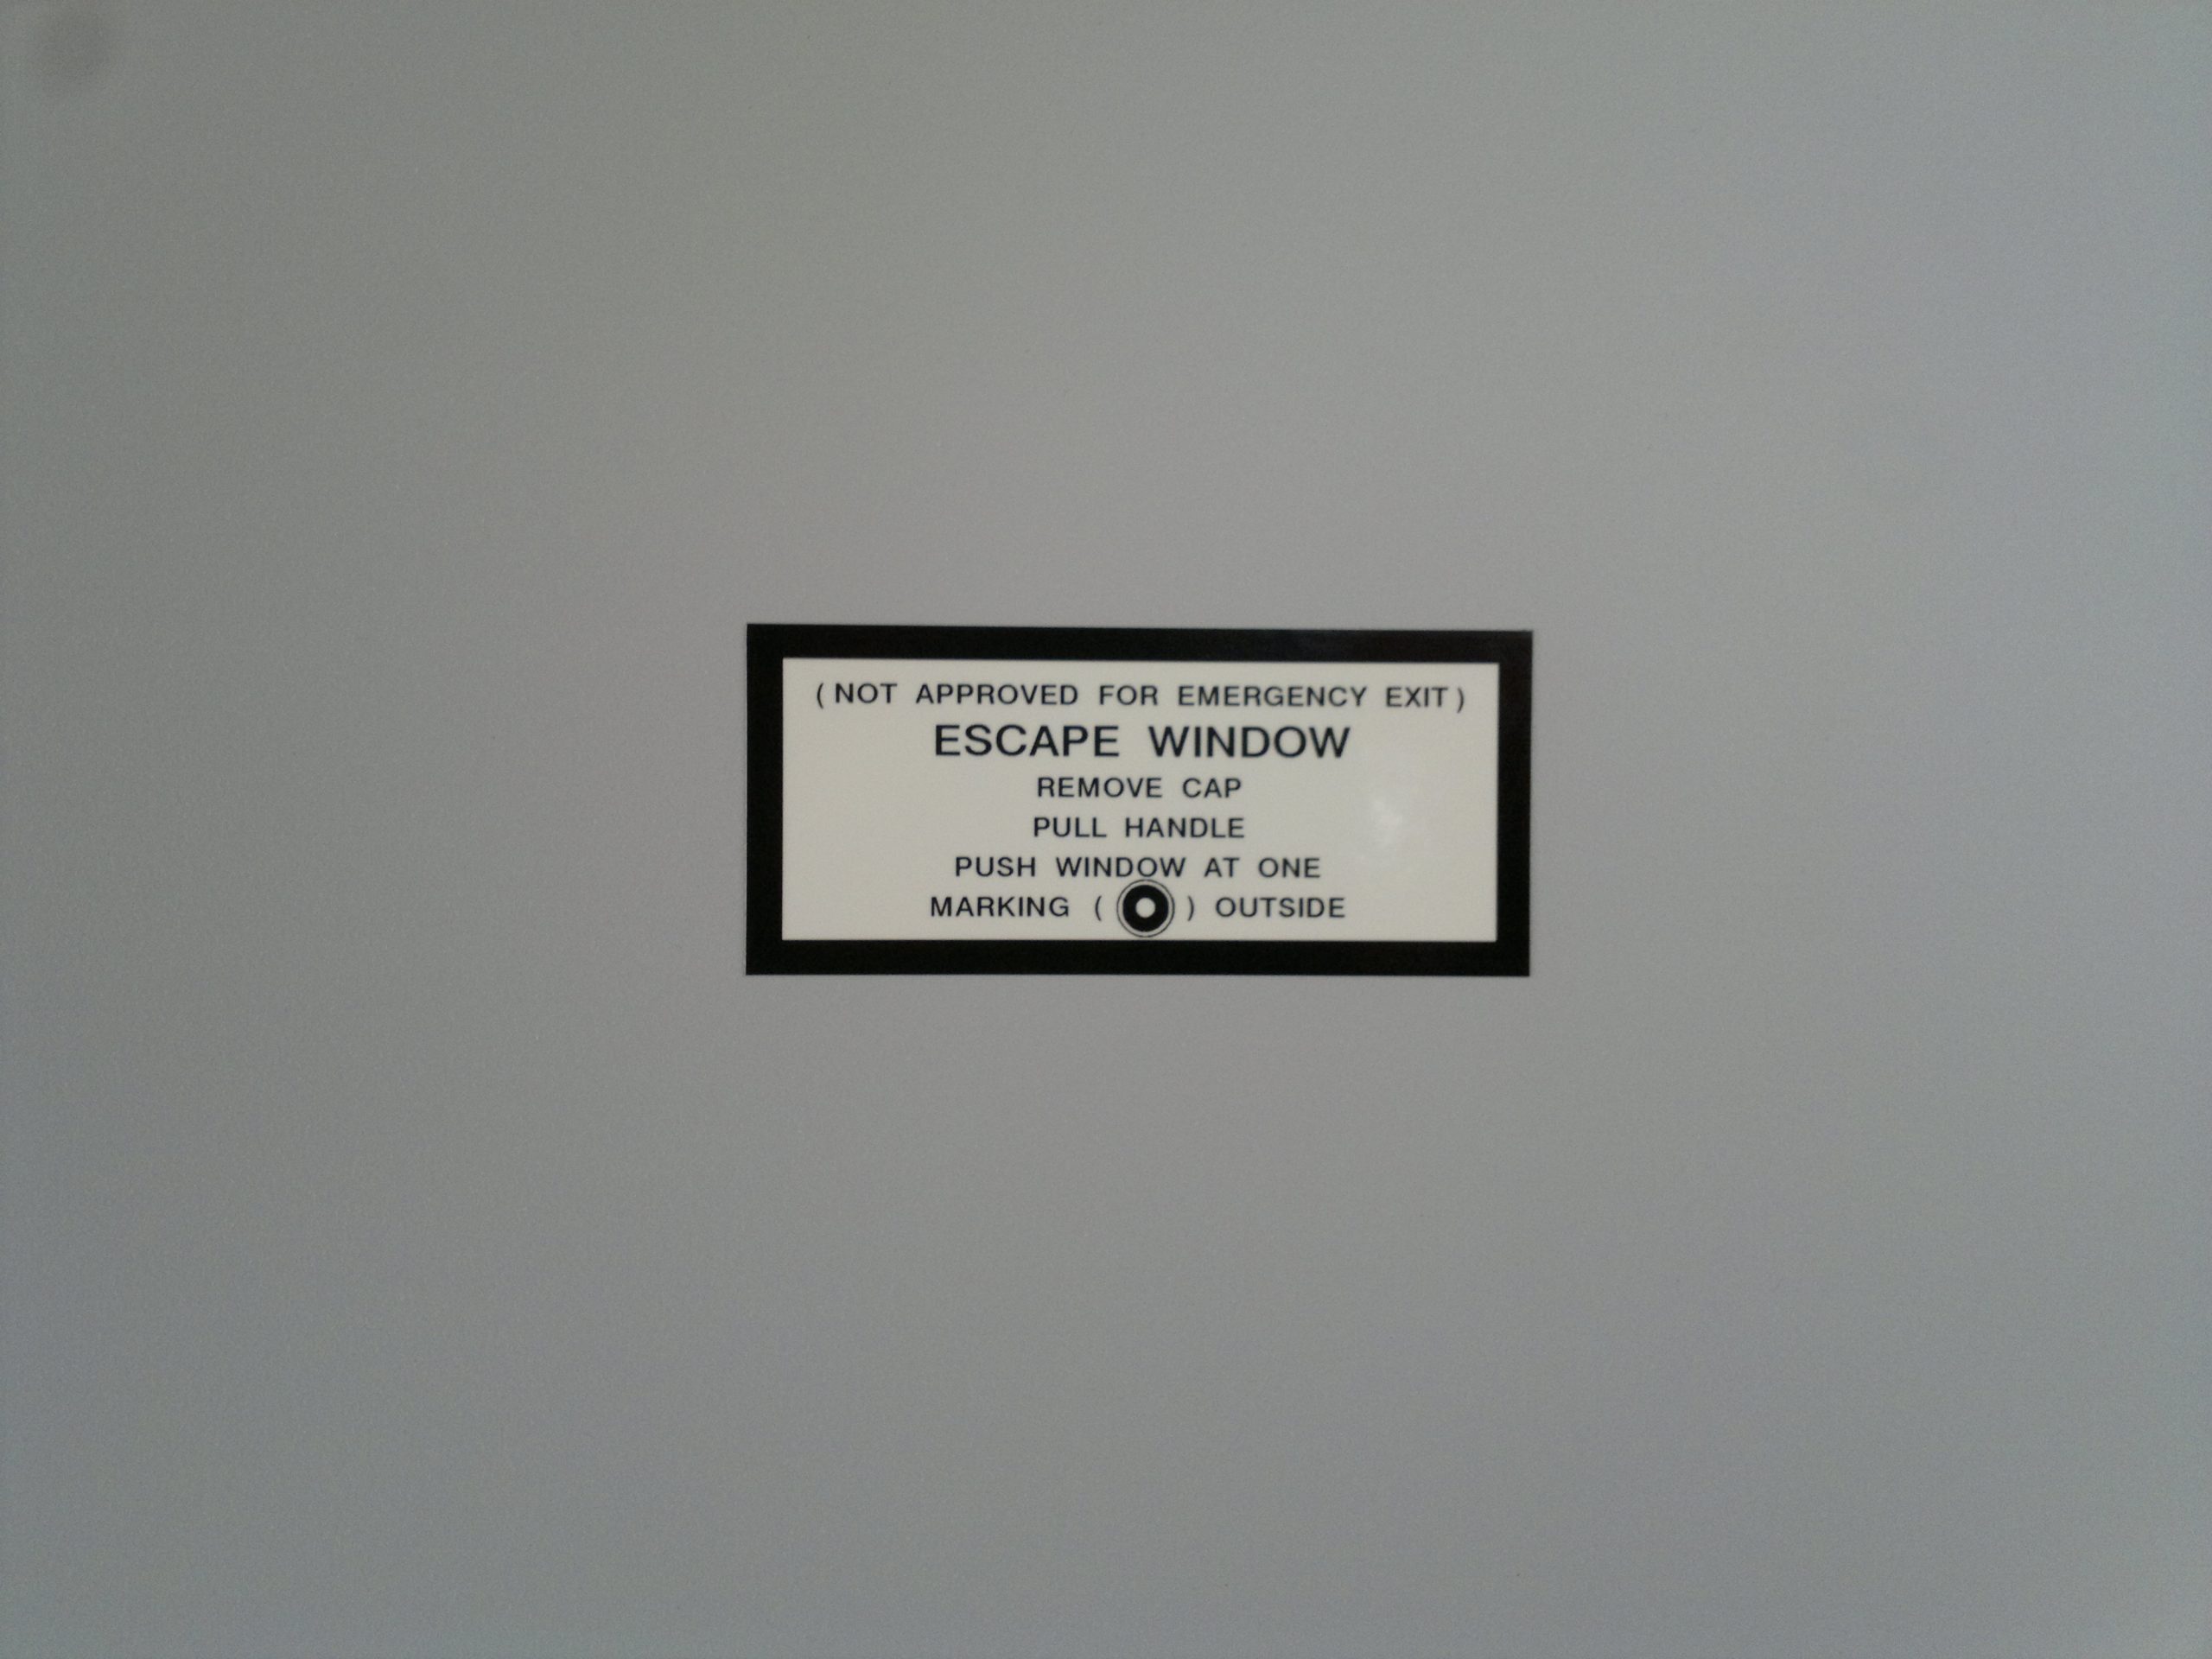 (NOT APPROVED FOR EMERGENCY EXIT)
ESCAPE WINDOW
REMOVE CAP
PULL HANDLE
PUSH WINDOW AT ONE
MARKING ( ) OUTSIDE